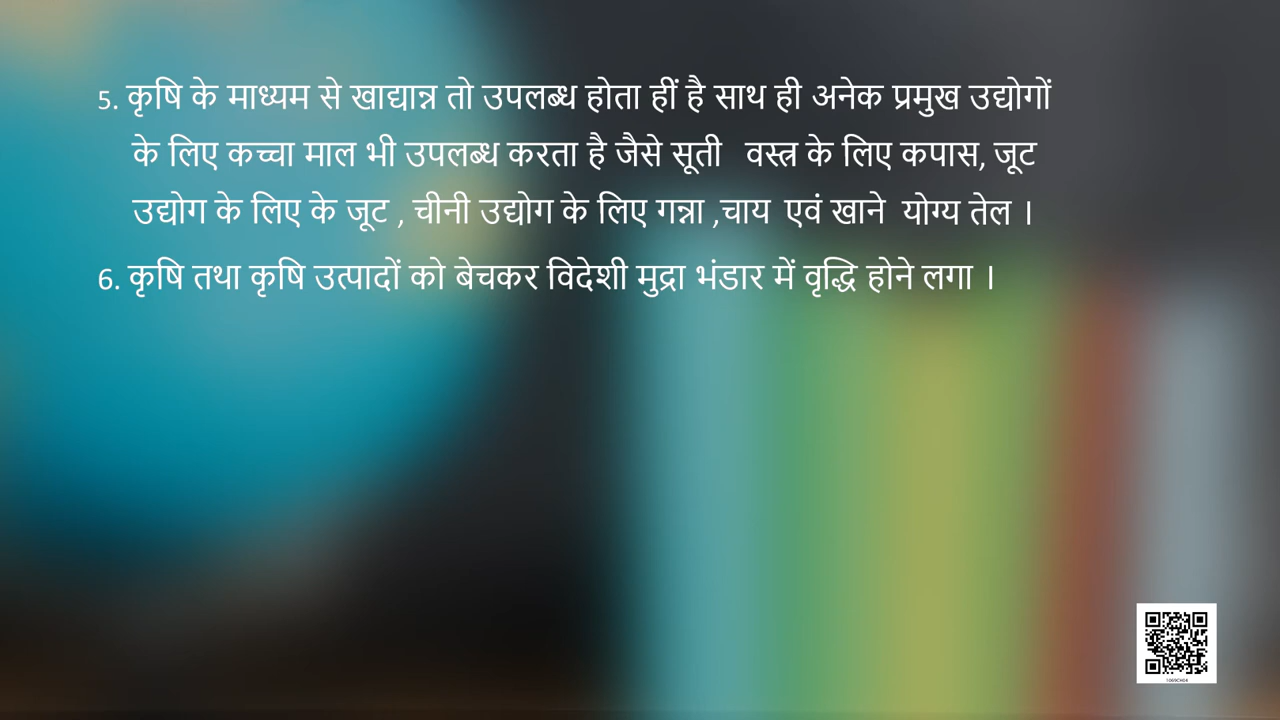 5. कृषि के माध्यम से खाद्यान्न तो उपलब्ध होता हीं है साथ ही अनेक प्रमुख उद्योगों
के लिए कच्चा माल भी उपलब्ध करता है जैसे सूती वस्त्र के लिए कपास, जूट
उद्योग के लिए के जूट , चीनी उद्योग के लिए गन्ना ,चाय एवं खाने योग्य तेल ।
6. कृषि तथा कृषि उत्पादों को बेचकर विदेशी मुद्रा भंडार में वृद्धि होने लगा ।
1069CH04